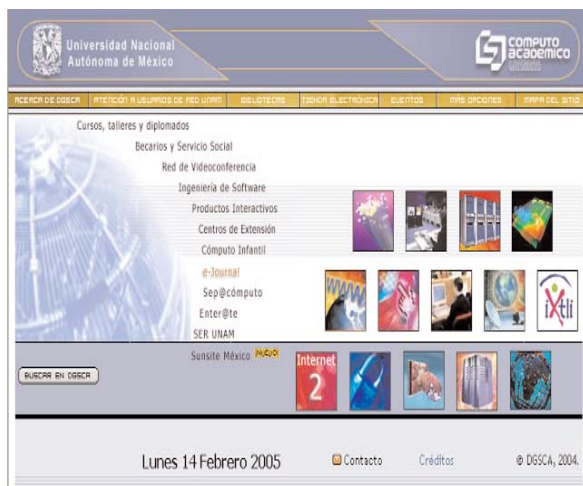 Universidad Nacional
Autónoma de México
COMPUTO
ACADEMICO
ACERCA DE DGSCA ATENCIÓN A USUARIOS DE RED UNAM BIBLIOTECAS TIENDA ELECTRÓNICA EVENTOS MÁS OPCIONES MAPA DEL SITIO
Cursos, talleres y diplomados
Becarios y Servicio Social
Red de Videoconferencia
Ingeniería de Software
Productos Interactivos
Centros de Extensión
Cómputo Infantil
e-Journal
Sep@cómputo
Enter@te
SER UNAM
ixtli
Sunsite México ¡NUEVO!
Internet
2
BUSCAR EN DGSCA
Lunes 14 Febrero 2005 Contacto Créditos © DGSCA, 2004.